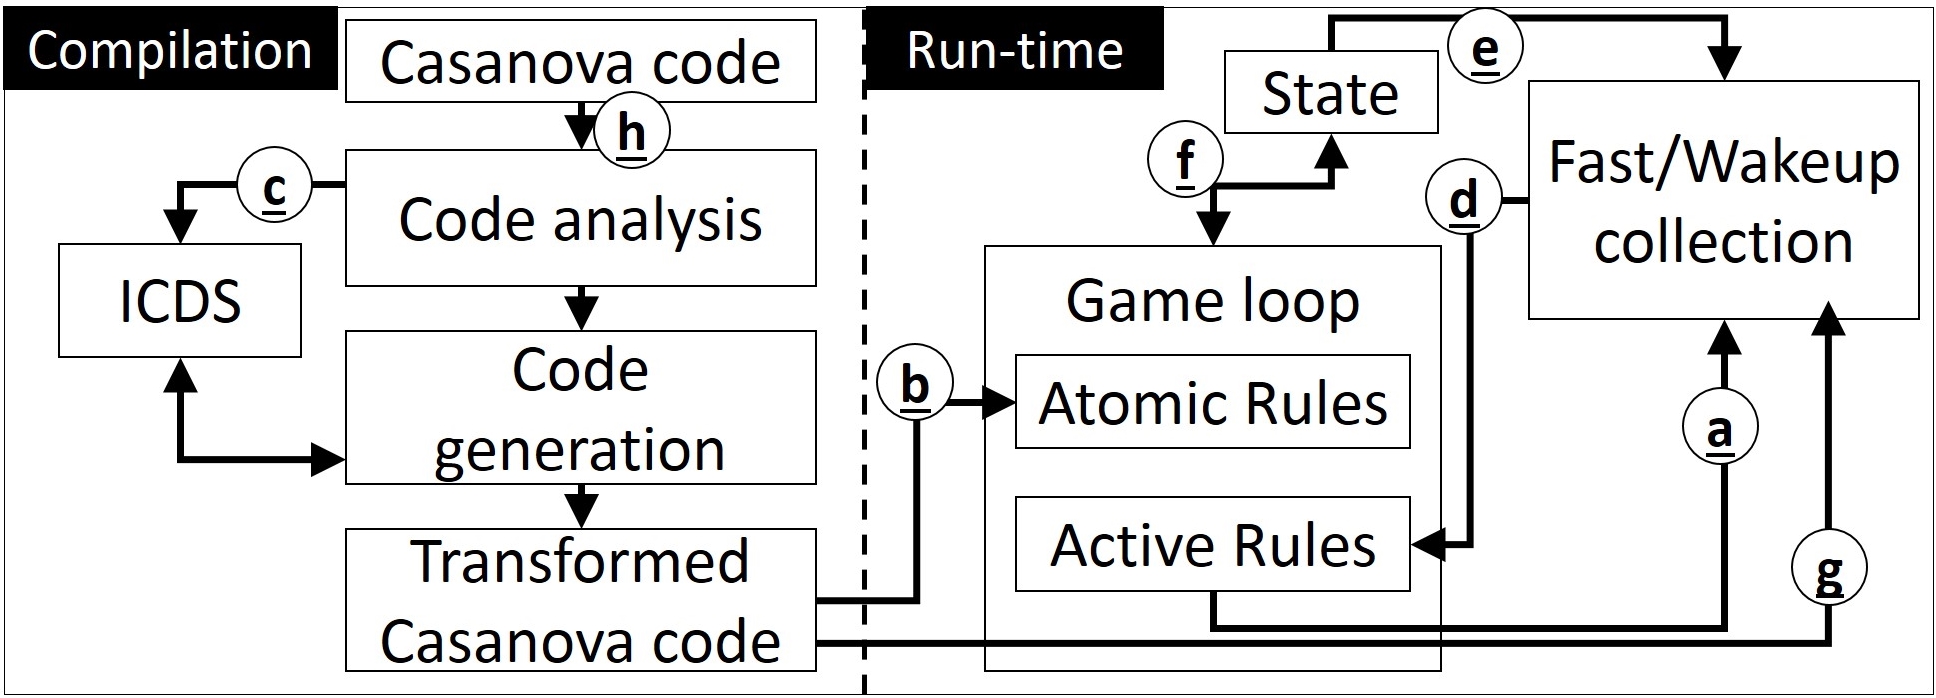 Compilation
Casanova code
h
c
Code analysis
ICDS
Code
generation
Transformed
Casanova code
Run-time
e
State
f
d
Fast/Wakeup
collection
Game loop
b
Atomic Rules
a
Active Rules
g